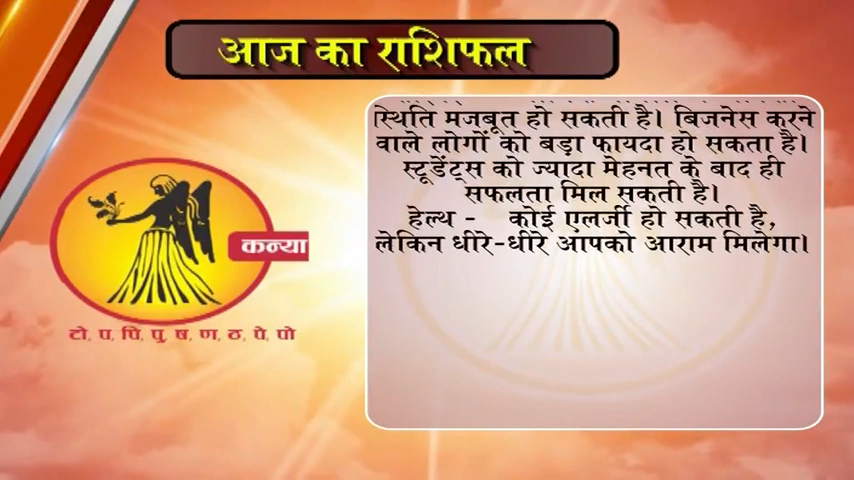 आज का राशिफल
स्थिति मजबूत हो सकती है। बिजनेस करने
वाले लोगों को बड़ा फायदा हो सकता है।
स्टूडेंट्स को ज्यादा मेहनत के बाद ही
सफलता मिल सकती है।
हेल्थ - कोई एलर्जी हो सकती है,
लेकिन धीरे-धीरे आपको आराम मिलेगा।
कन्या
टो, प, पि, पु, ष, ण, ठ, पे, पो